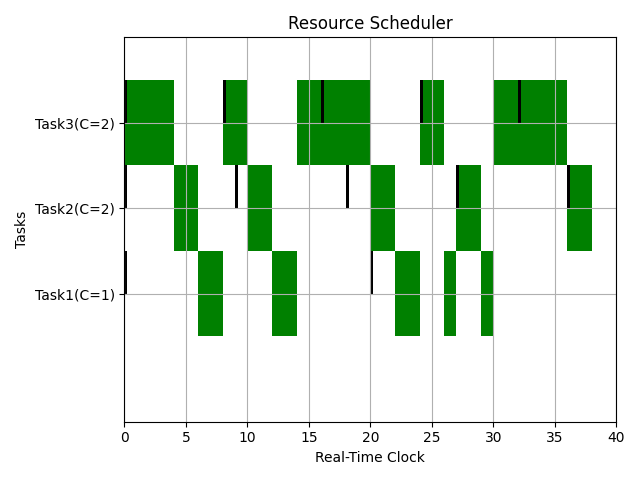 Resource Scheduler
Task3(C=2)
Task2(C=2)
Task1(C=1)
Tasks
0 5 10 15 20 25 30 35 40
Real-Time Clock